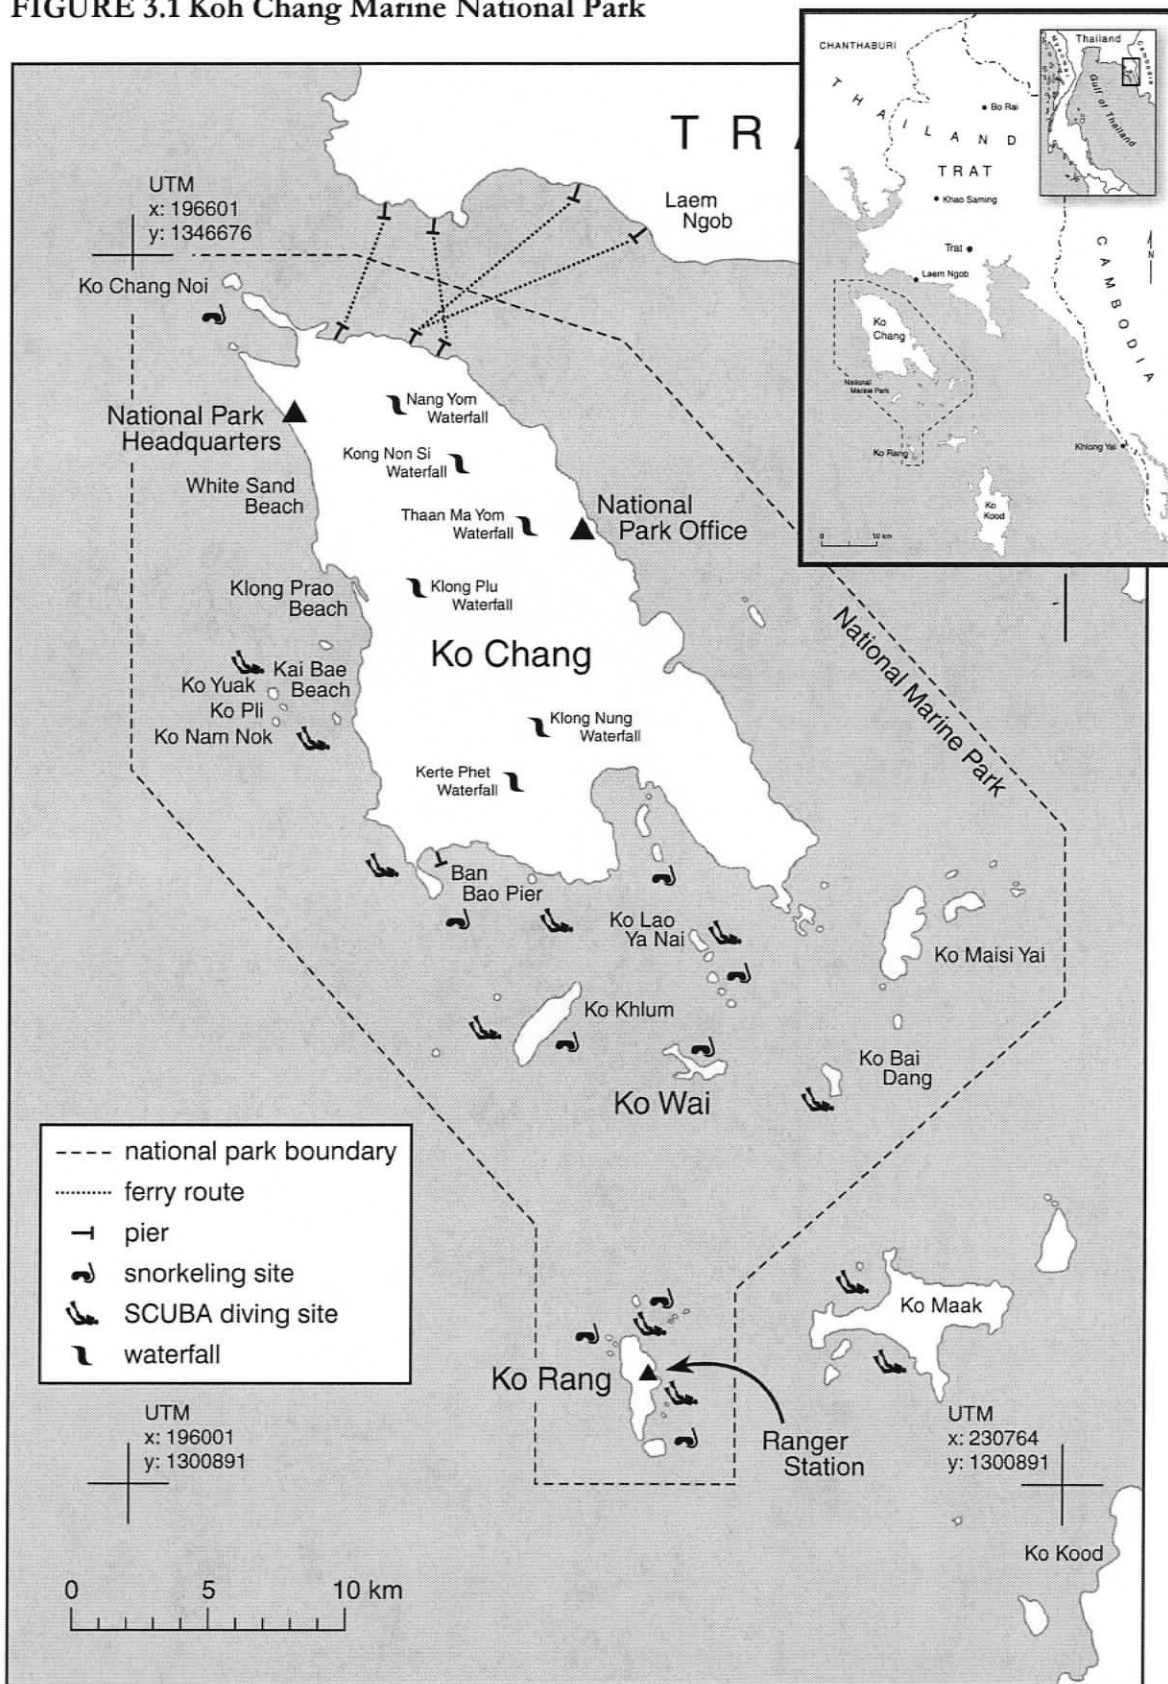 FIGURE 3.1 Koh Chang Marine National Park
CHANTHABURI
THAILAND
Bo Rai
TRAT
Khao Saming
Trat
Laem Ngob
Ko
Chang
National
Marine Park
Ko Rang
Khlong Yai
Ko
Kood
CAMBODIA
N
0 10 km
Thailand
Myanmar
Cambodia
Gulf of Thailand
TRA
Laem
Ngob
UTM
x: 196601
y: 1346676
Ko Chang Noi
National Park
Headquarters
Nang Yom
Waterfall
Kong Non Si
Waterfall
White Sand
Beach
Thaan Ma Yom
Waterfall
National
Park Office
Klong Prao
Beach
Klong Plu
Waterfall
Ko Chang
National Marine Park
Kai Bae
Beach
Ko Yuak
Ko Pli
Ko Nam Nok
Klong Nung
Waterfall
Kerte Phet
Waterfall
Ban
Bao Pier
Ko Lao
Ya Nai
Ko Maisi Yai
Ko Khlum
Ko Bai
Dang
Ko Wai
national park boundary
ferry route
pier
snorkeling site
SCUBA diving site
waterfall
Ko Maak
Ko Rang
Ranger
Station
UTM
x: 196001
y: 1300891
UTM
x: 230764
y: 1300891
Ko Kood
0 5 10 km